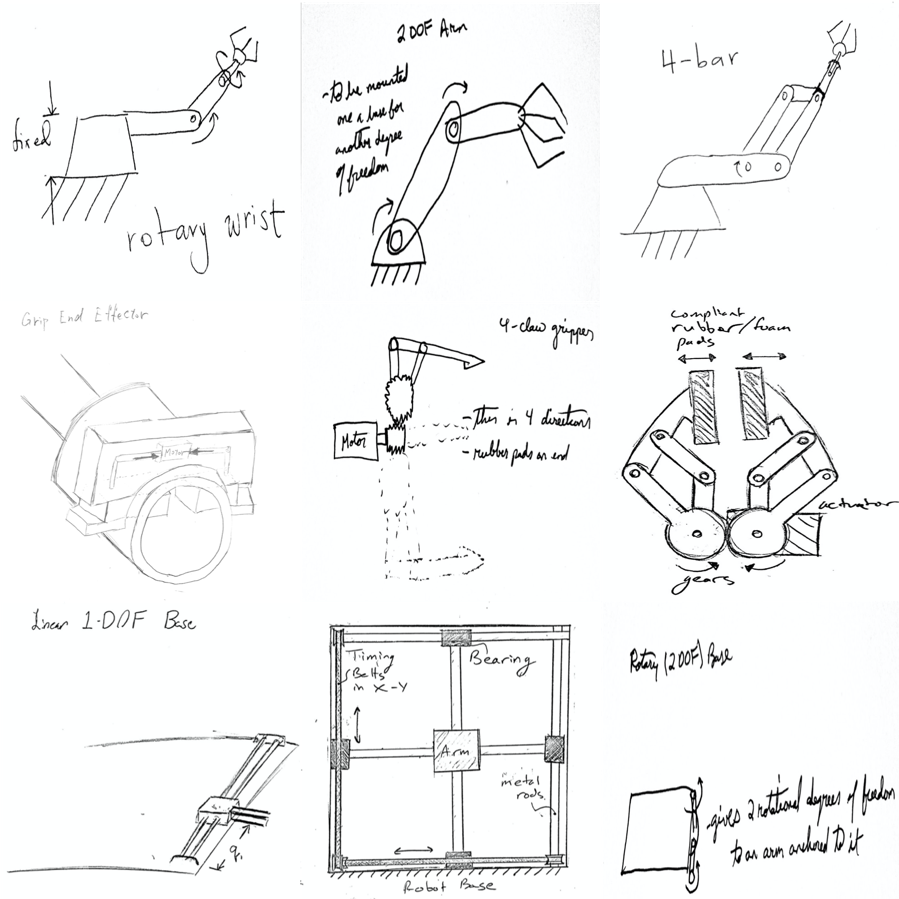 fixed
rotary wrist
2DOF Arm
-to be mounted
one a base for
another degree
of freedom
4-bar
Grip End Effector
Motor
4-claw gripper
Motor
- this in 4 directions
- rubber pads on end
compliant
rubber/foam
pads
actuator
gears
Linear 1-DOF Base
q₁
Timing
Belts
in X-Y
Bearing
Arm
metal
rods
Robot Base
Rotary (2DOF) Base
-gives 2 rotational degrees of freedom
to an arm anchored to it